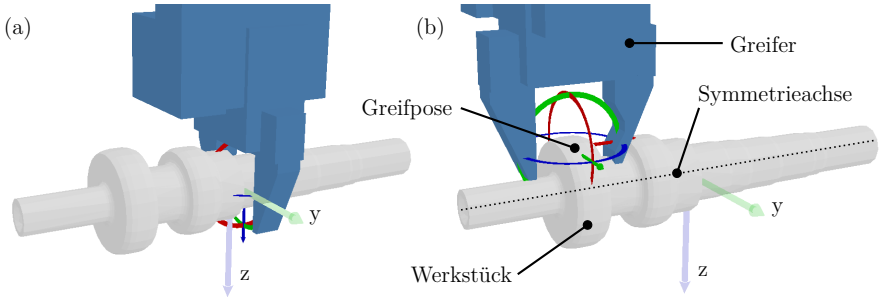 (a)
y
z
(b)
Greifer
Greifpose
Symmetrieachse
y
z
Werkstück